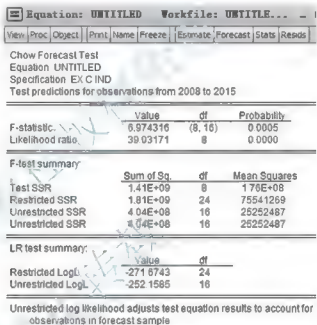 Equation: UNTITLED Workfile: UNTITLE...
View Proc Object Print Name Freeze Estimate Forecast Stats Resids
Chow Forecast Test
Equation UNTITLED
Specification EX C IND
Test predictions for observations from 2008 to 2015
Value df Probability
F-statistic 6.974316 (8, 16) 0.0005
Likelihood ratio 39.03171 8 0.0000
F-test summary:
Sum of Sq. df Mean Squares
Test SSR 1.41E+09 8 1.76E+08
Restricted SSR 1.81E+09 24 75541269
Unrestricted SSR 4.04E+08 16 25252487
Unrestricted SSR 4.04E+08 16 25252487
LR test summary:
Value df
Restricted LogL -271.6743 24
Unrestricted LogL -252.1585 16
Unrestricted log likelihood adjusts test equation results to account for
observations in forecast sample